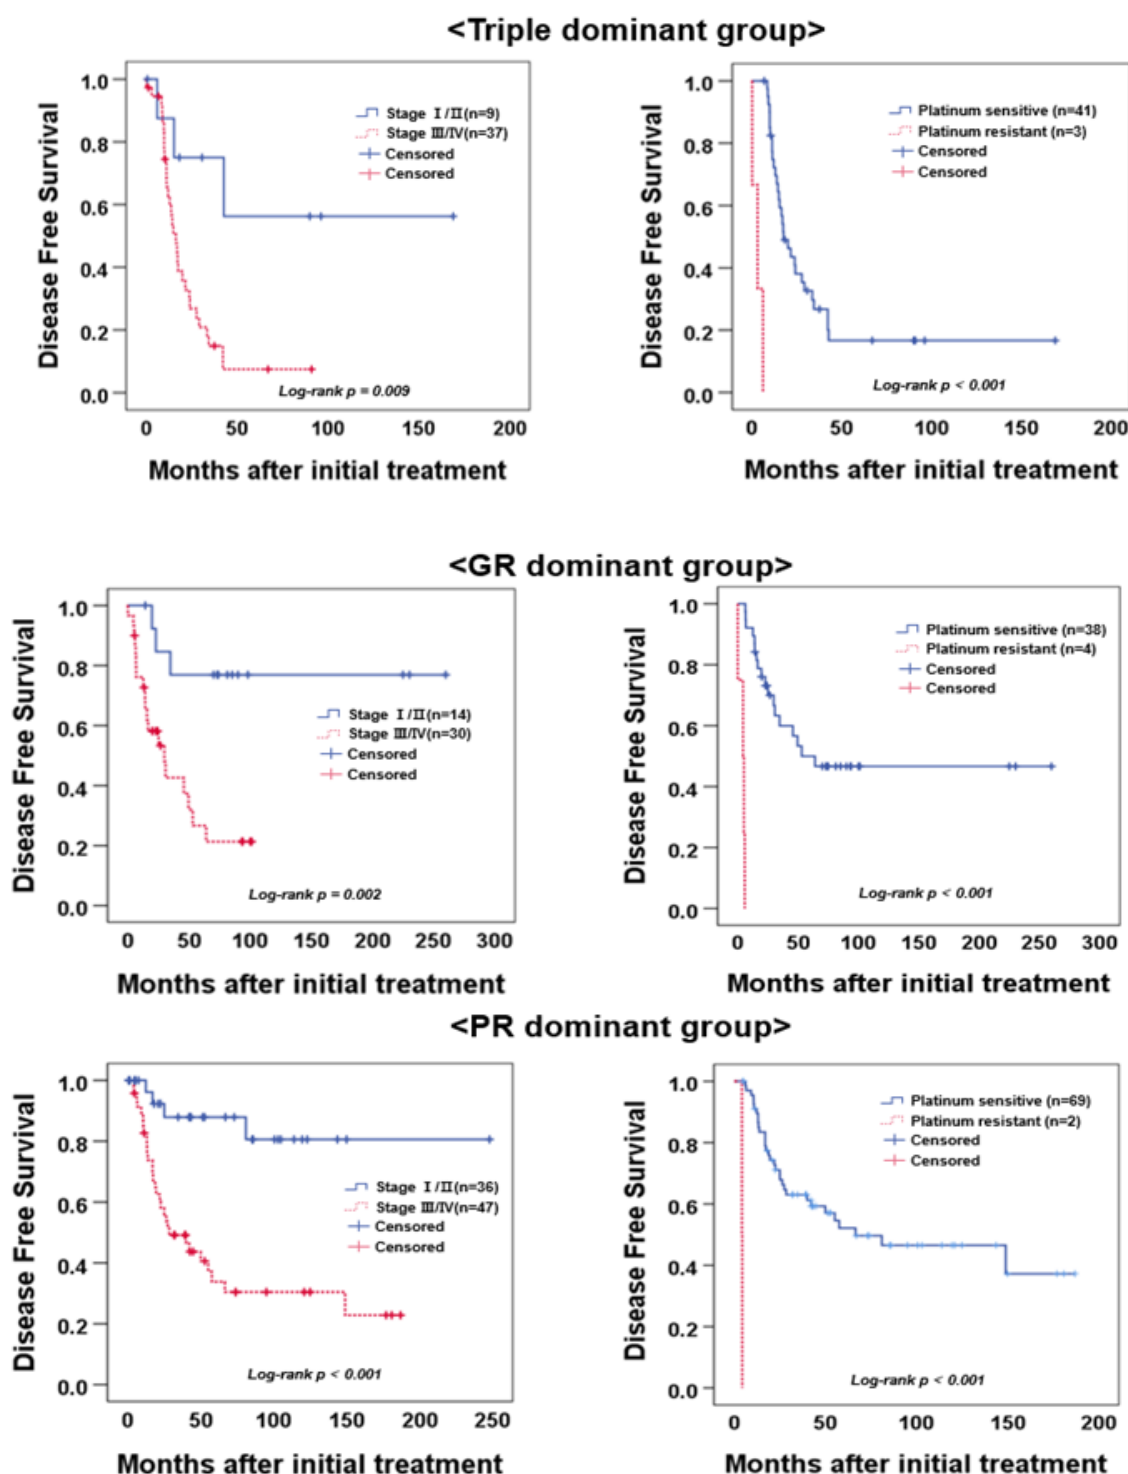 <Triple dominant group>
Disease Free Survival
1.0
0.8
0.6
0.4
0.2
0.0
Stage Ⅰ/Ⅱ(n=9)
Stage Ⅲ/Ⅳ(n=37)
Censored
Censored
Log-rank p = 0.009
0 50 100 150 200
Months after initial treatment
Disease Free Survival
1.0
0.8
0.6
0.4
0.2
0.0
Platinum sensitive (n=41)
Platinum resistant (n=3)
Censored
Censored
Log-rank p < 0.001
0 50 100 150 200
Months after initial treatment
<GR dominant group>
Disease Free Survival
1.0
0.8
0.6
0.4
0.2
0.0
Stage Ⅰ/Ⅱ(n=14)
Stage Ⅲ/Ⅳ(n=30)
Censored
Censored
Log-rank p = 0.002
0 50 100 150 200 250 300
Months after initial treatment
Disease Free Survival
1.0
0.8
0.6
0.4
0.2
0.0
Platinum sensitive (n=38)
Platinum resistant (n=4)
Censored
Censored
Log-rank p < 0.001
0 50 100 150 200 250 300
Months after initial treatment
<PR dominant group>
Disease Free Survival
1.0
0.8
0.6
0.4
0.2
0.0
Stage Ⅰ/Ⅱ(n=36)
Stage Ⅲ/Ⅳ(n=47)
Censored
Censored
Log-rank p < 0.001
0 50 100 150 200 250
Months after initial treatment
Disease Free Survival
1.0
0.8
0.6
0.4
0.2
0.0
Platinum sensitive (n=69)
Platinum resistant (n=2)
Censored
Censored
Log-rank p < 0.001
0 50 100 150 200
Months after initial treatment